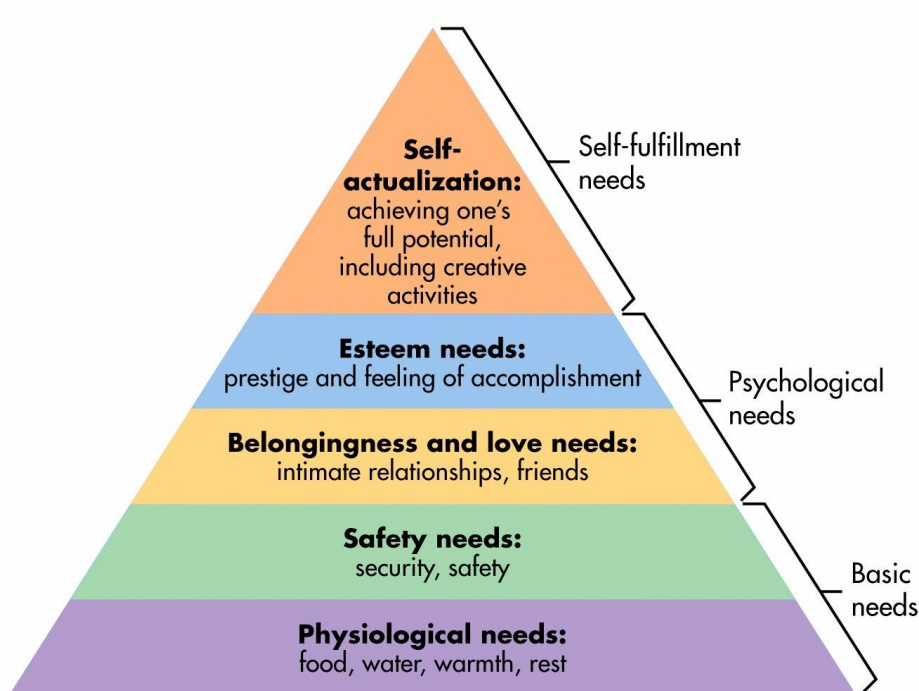 Self-
actualization:
achieving one's
full potential,
including creative
activities
Esteem needs:
prestige and feeling of accomplishment
Belongingness and love needs:
intimate relationships, friends
Safety needs:
security, safety
Physiological needs:
food, water, warmth, rest
Self-fulfillment
needs
Psychological
needs
Basic
needs